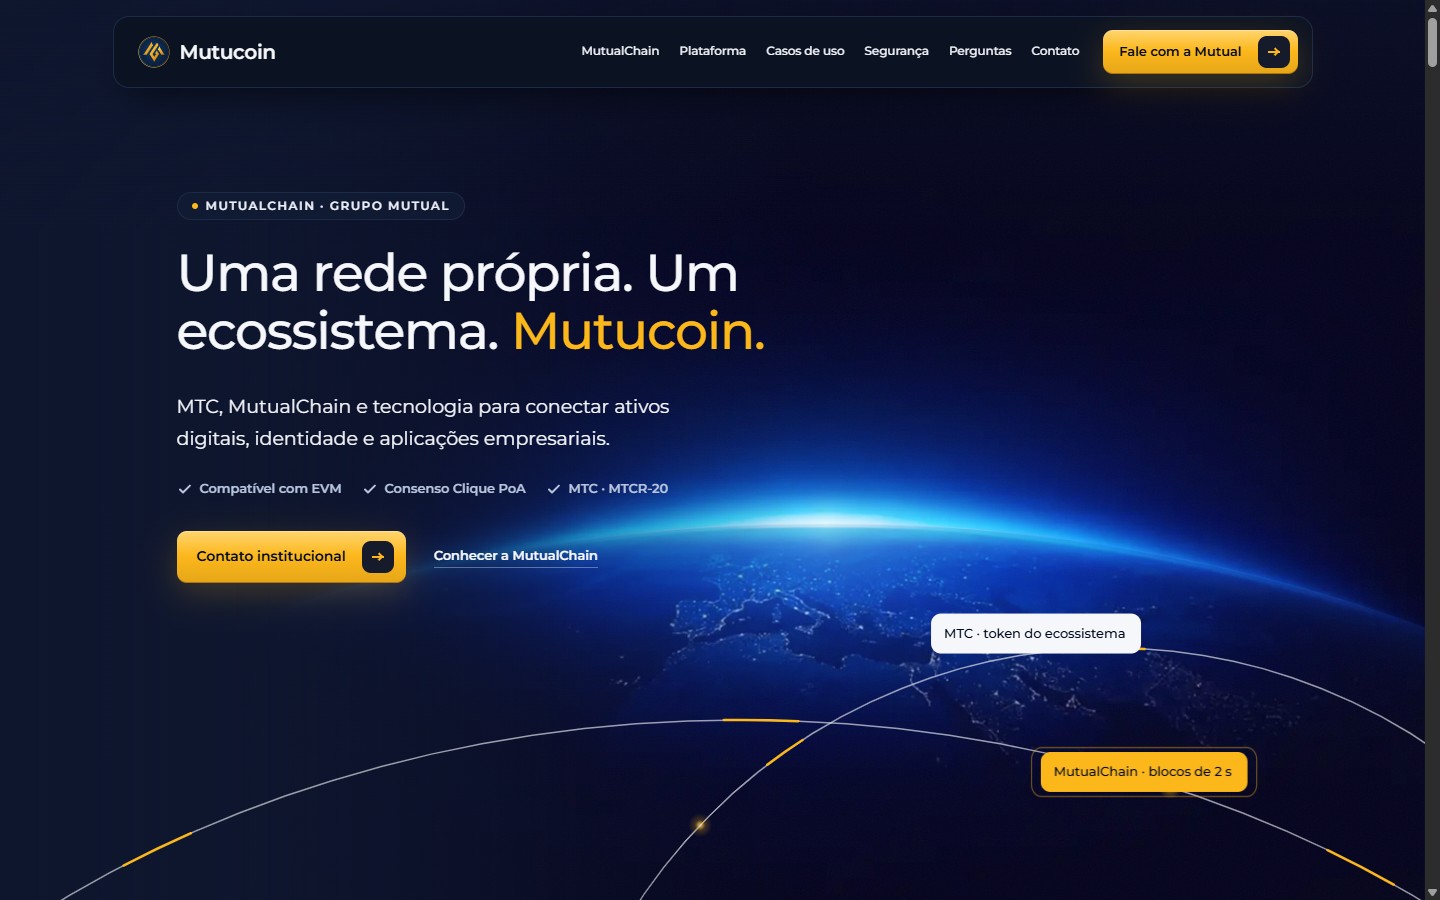 Mutucoin
MutualChain
Plataforma
Casos de uso
Segurança
Perguntas
Contato
Fale com a Mutual
MUTUALCHAIN · GRUPO MUTUAL
Uma rede própria. Um
ecossistema. Mutucoin.
MTC, MutualChain e tecnologia para conectar ativos
digitais, identidade e aplicações empresariais.
Compatível com EVM
Consenso Clique PoA
MTC · MTCR-20
Contato institucional
Conhecer a MutualChain
MTC · token do ecossistema
MutualChain · blocos de 2 s